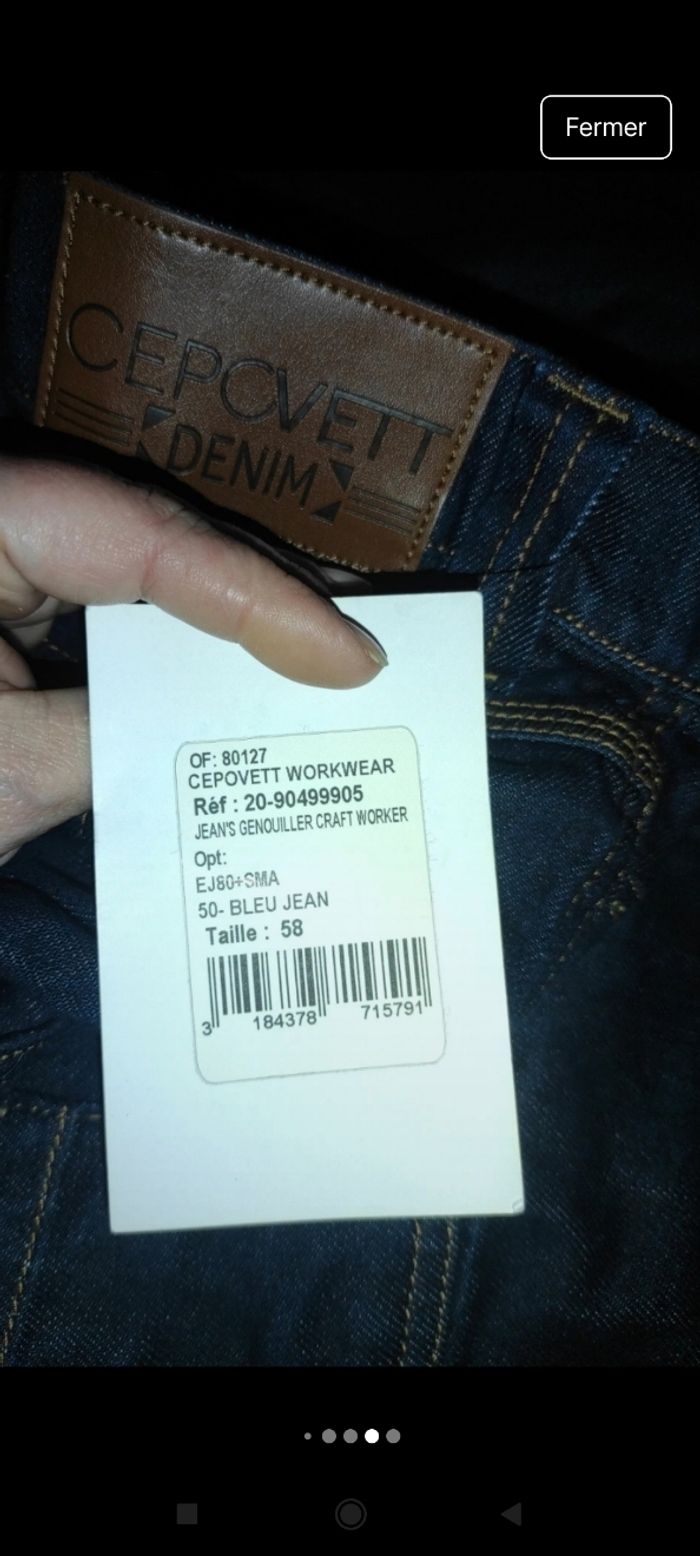 Fermer
CEPOVETT
DENIM
OF: 80127
CEPOVETT WORKWEAR
Réf : 20-90499905
JEAN'S GENOUILLER CRAFT WORKER
Opt:
EJ80+SMA
50- BLEU JEAN
Taille : 58
3 184378 715791